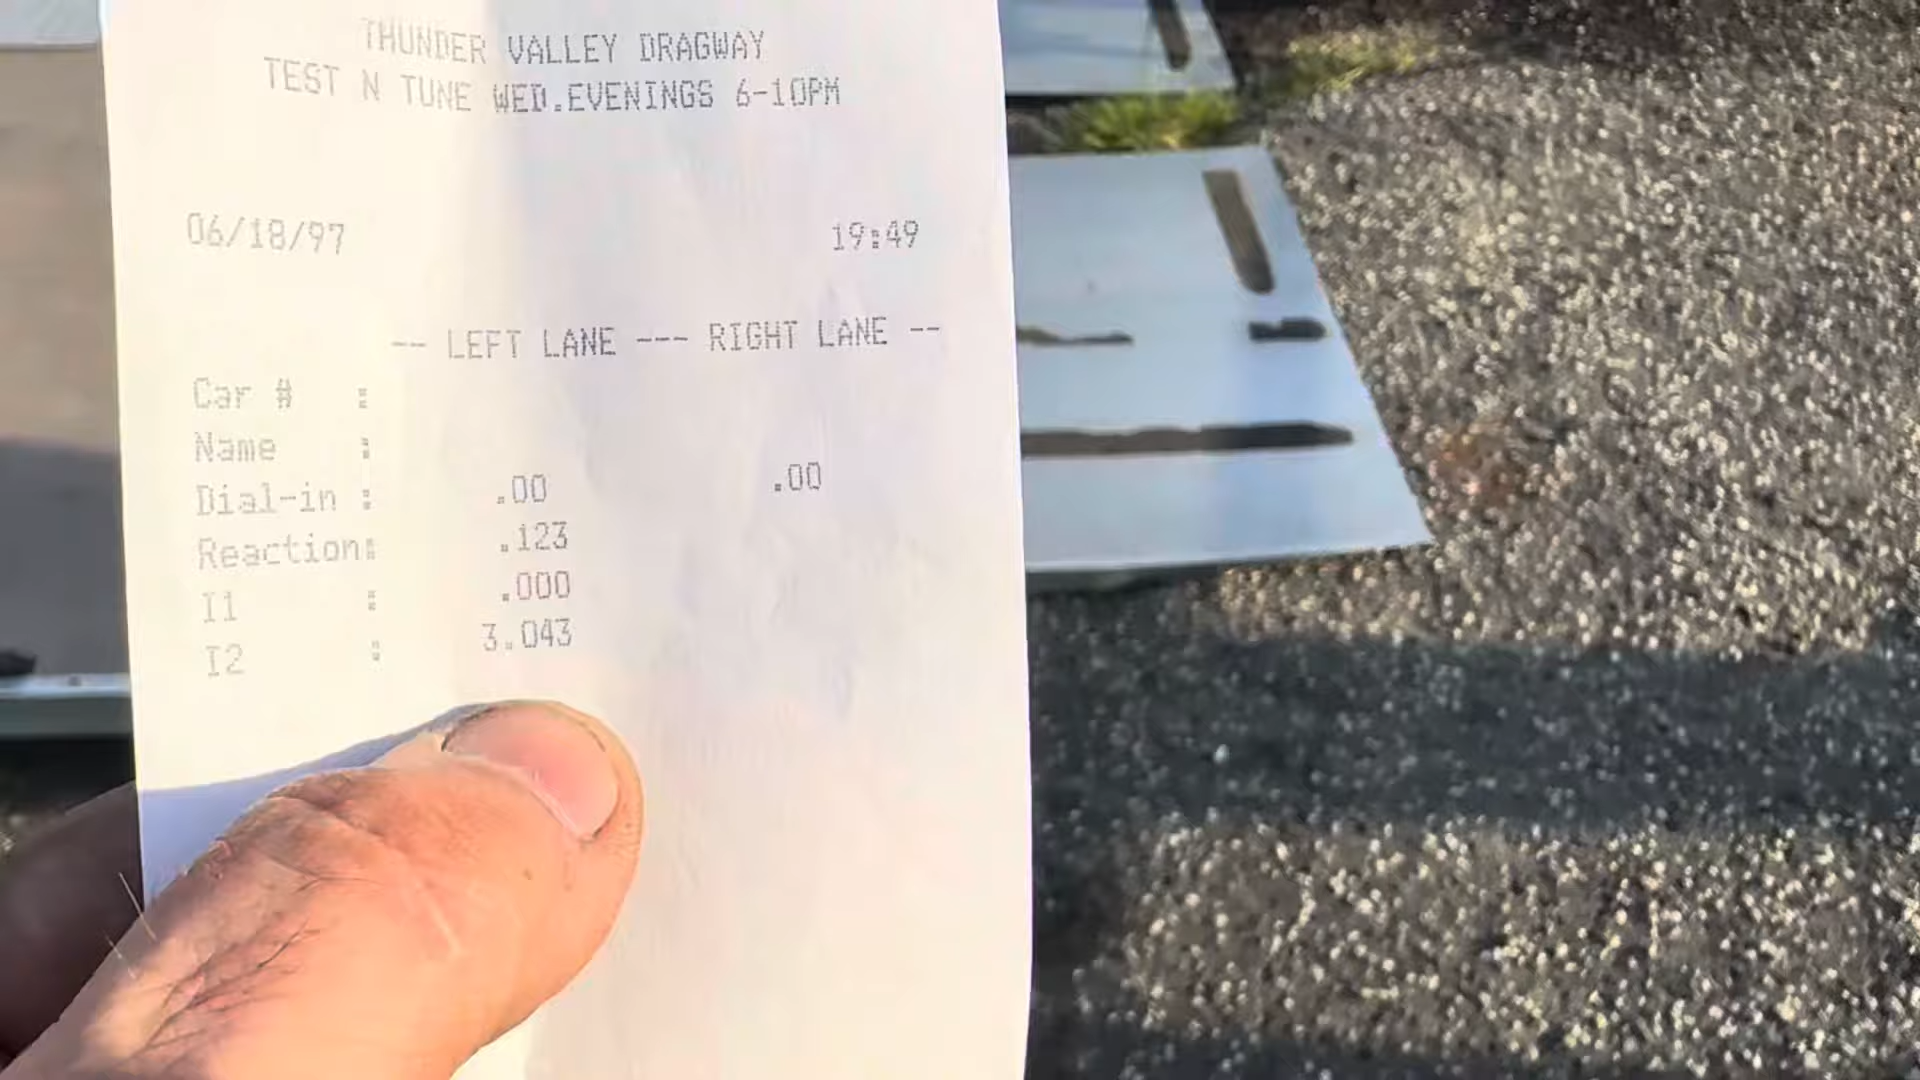 THUNDER VALLEY DRAGWAY
TEST N TUNE WED.EVENINGS 6-10PM
06/18/97 19:49
-- LEFT LANE --- RIGHT LANE --
Car # :
Name :
Dial-in : .00 .00
Reaction: .123
I1 : .000
I2 : 3.043